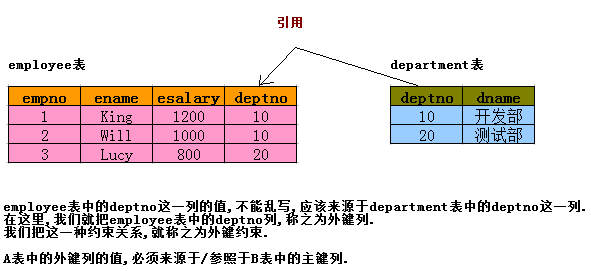 引用
employee表 department表
empno ename esalary deptno deptno dname
1 King 1200 10 10 开发部
2 Will 1000 10 20 测试部
3 Lucy 800 20
employee表中的deptno这一列的值,不能乱写,应该来源于department表中的deptno这一列.
在这里,我们就把employee表中的deptno列,称之为外键列.
我们把这一种约束关系,就称之为外键约束.
A表中的外键列的值,必须来源于/参照于B表中的主键列.